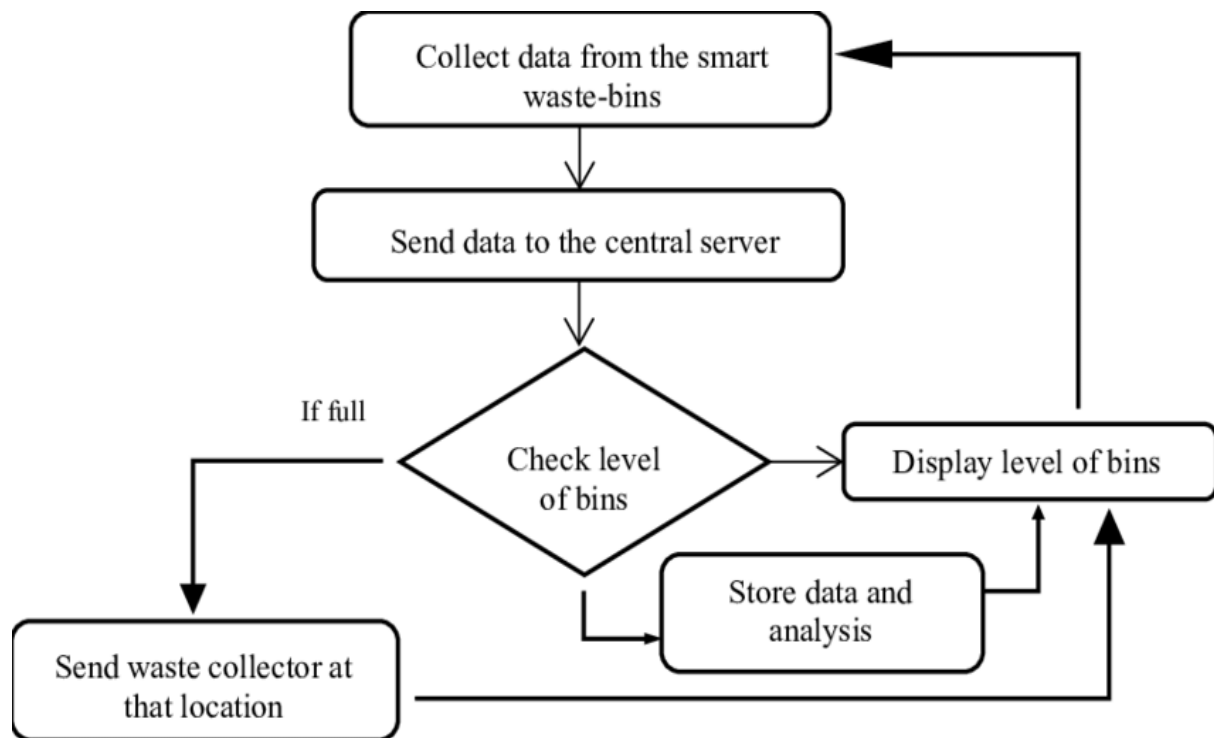 Collect data from the smart
waste-bins
Send data to the central server
If full
Check level
of bins
Display level of bins
Store data and
analysis
Send waste collector at
that location